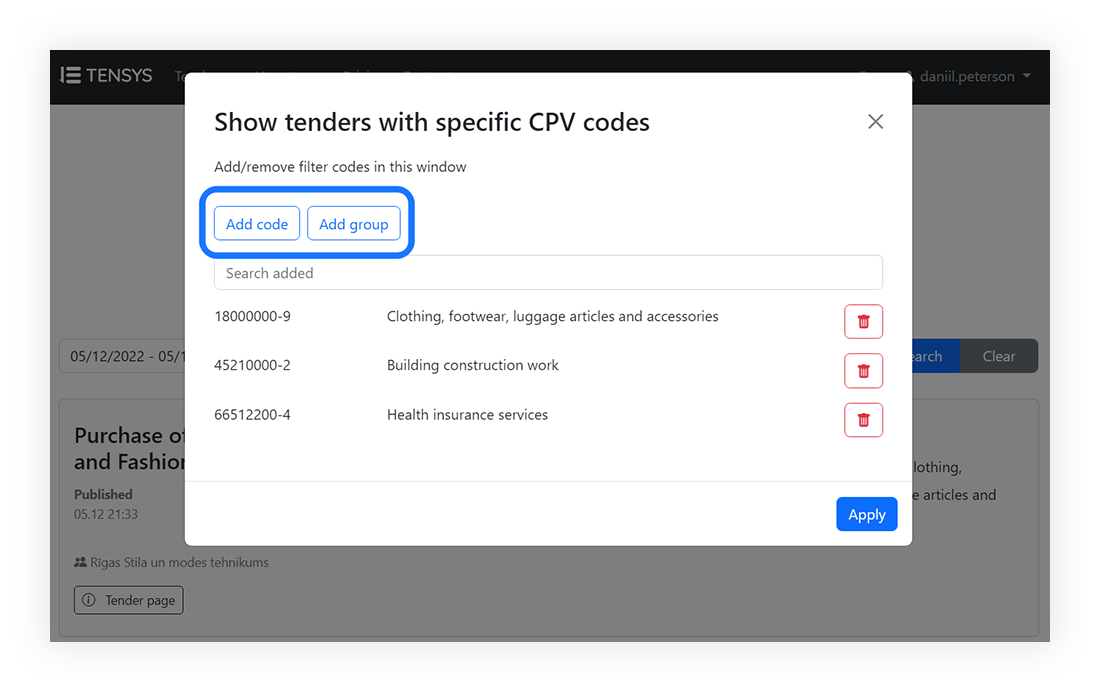 TENSYS
daniil.peterson
Show tenders with specific CPV codes
Add/remove filter codes in this window
Add code
Add group
Search added
18000000-9 Clothing, footwear, luggage articles and accessories
45210000-2 Building construction work
66512200-4 Health insurance services
Apply
05/12/2022 - 05/1
earch
Clear
Purchase of
and Fashion
Published
05.12 21:33
Rīgas Stila un modes tehnikums
Tender page
lothing,
e articles and